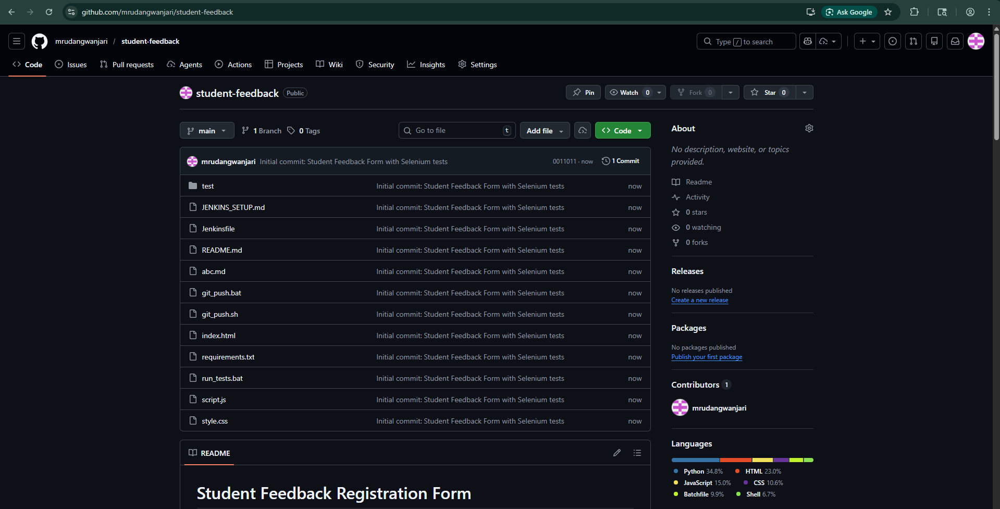 github.com/mrudangwanjari/student-feedback
Ask Google
mrudangwanjari / student-feedback
Type / to search
Code Issues Pull requests Agents Actions Projects Wiki Security Insights Settings
student-feedback Public
Pin Watch 0 Fork 0 Star 0
main 1 Branch 0 Tags
Go to file t
Add file Code
mrudangwanjari Initial commit: Student Feedback Form with Selenium tests 0011011 · now 1 Commit
test Initial commit: Student Feedback Form with Selenium tests now
JENKINS_SETUP.md Initial commit: Student Feedback Form with Selenium tests now
Jenkinsfile Initial commit: Student Feedback Form with Selenium tests now
README.md Initial commit: Student Feedback Form with Selenium tests now
abc.md Initial commit: Student Feedback Form with Selenium tests now
git_push.bat Initial commit: Student Feedback Form with Selenium tests now
git_push.sh Initial commit: Student Feedback Form with Selenium tests now
index.html Initial commit: Student Feedback Form with Selenium tests now
requirements.txt Initial commit: Student Feedback Form with Selenium tests now
run_tests.bat Initial commit: Student Feedback Form with Selenium tests now
script.js Initial commit: Student Feedback Form with Selenium tests now
style.css Initial commit: Student Feedback Form with Selenium tests now
README
Student Feedback Registration Form
About
No description, website, or topics
provided.
Readme
Activity
0 stars
0 watching
0 forks
Releases
No releases published
Create a new release
Packages
No packages published
Publish your first package
Contributors 1
mrudangwanjari
Languages
Python 34.8% HTML 23.0%
JavaScript 15.0% CSS 10.6%
Batchfile 9.9% Shell 6.7%